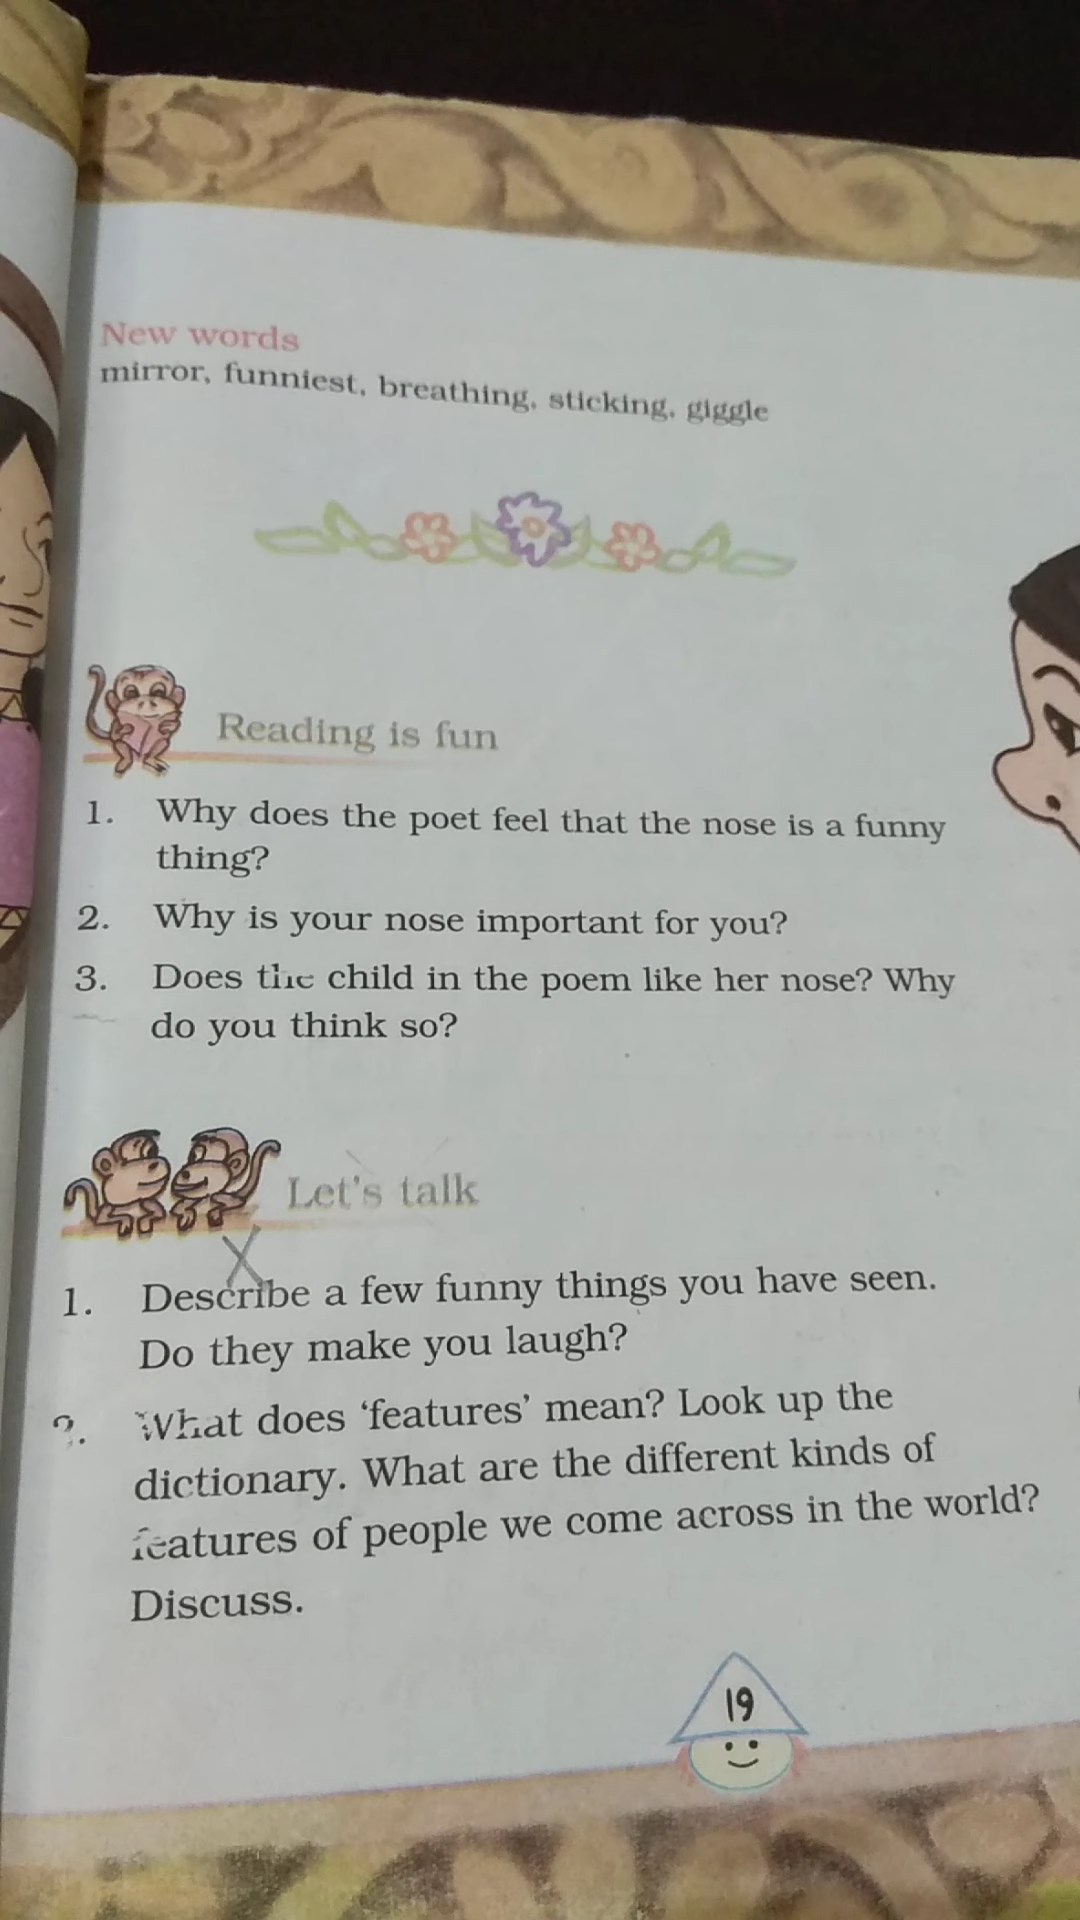 New words
mirror, funniest, breathing, sticking, giggle
Reading is fun
1. Why does the poet feel that the nose is a funny
thing?
2. Why is your nose important for you?
3. Does the child in the poem like her nose? Why
do you think so?
Let's talk
1. Describe a few funny things you have seen.
Do they make you laugh?
2. What does ‘features’ mean? Look up the
dictionary. What are the different kinds of
features of people we come across in the world?
Discuss.
19